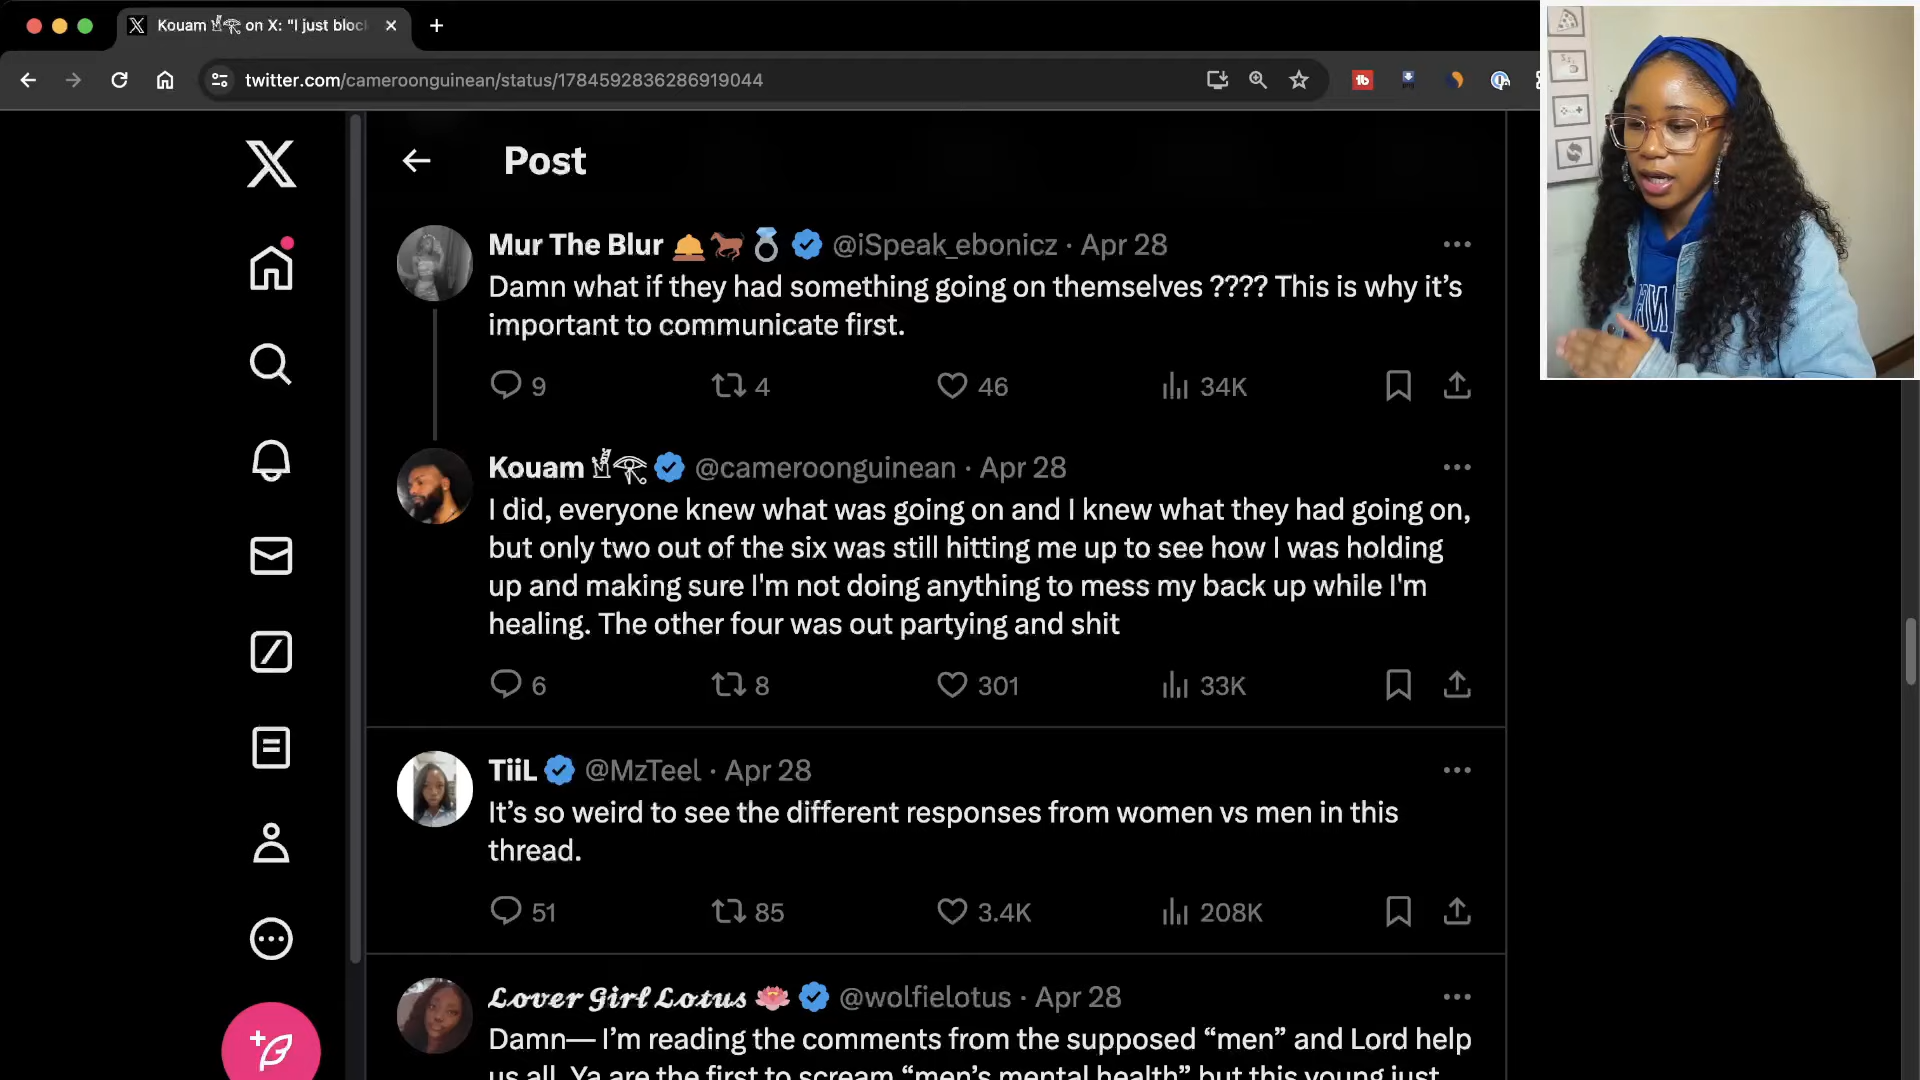 Kouam on X: "I just bloc
twitter.com/cameroonguinean/status/1784592836286919044
Post
Mur The Blur @iSpeak_ebonicz · Apr 28
Damn what if they had something going on themselves ???? This is why it's
important to communicate first.
9 4 46 34K
Kouam @cameroonguinean · Apr 28
I did, everyone knew what was going on and I knew what they had going on,
but only two out of the six was still hitting me up to see how I was holding
up and making sure I'm not doing anything to mess my back up while I'm
healing. The other four was out partying and shit
6 8 301 33K
TiiL @MzTeel · Apr 28
It's so weird to see the different responses from women vs men in this
thread.
51 85 3.4K 208K
Lover Girl Lotus @wolfielotus · Apr 28
Damn— I'm reading the comments from the supposed “men” and Lord help
us all. Ya are the first to scream “men's mental health” but this young just